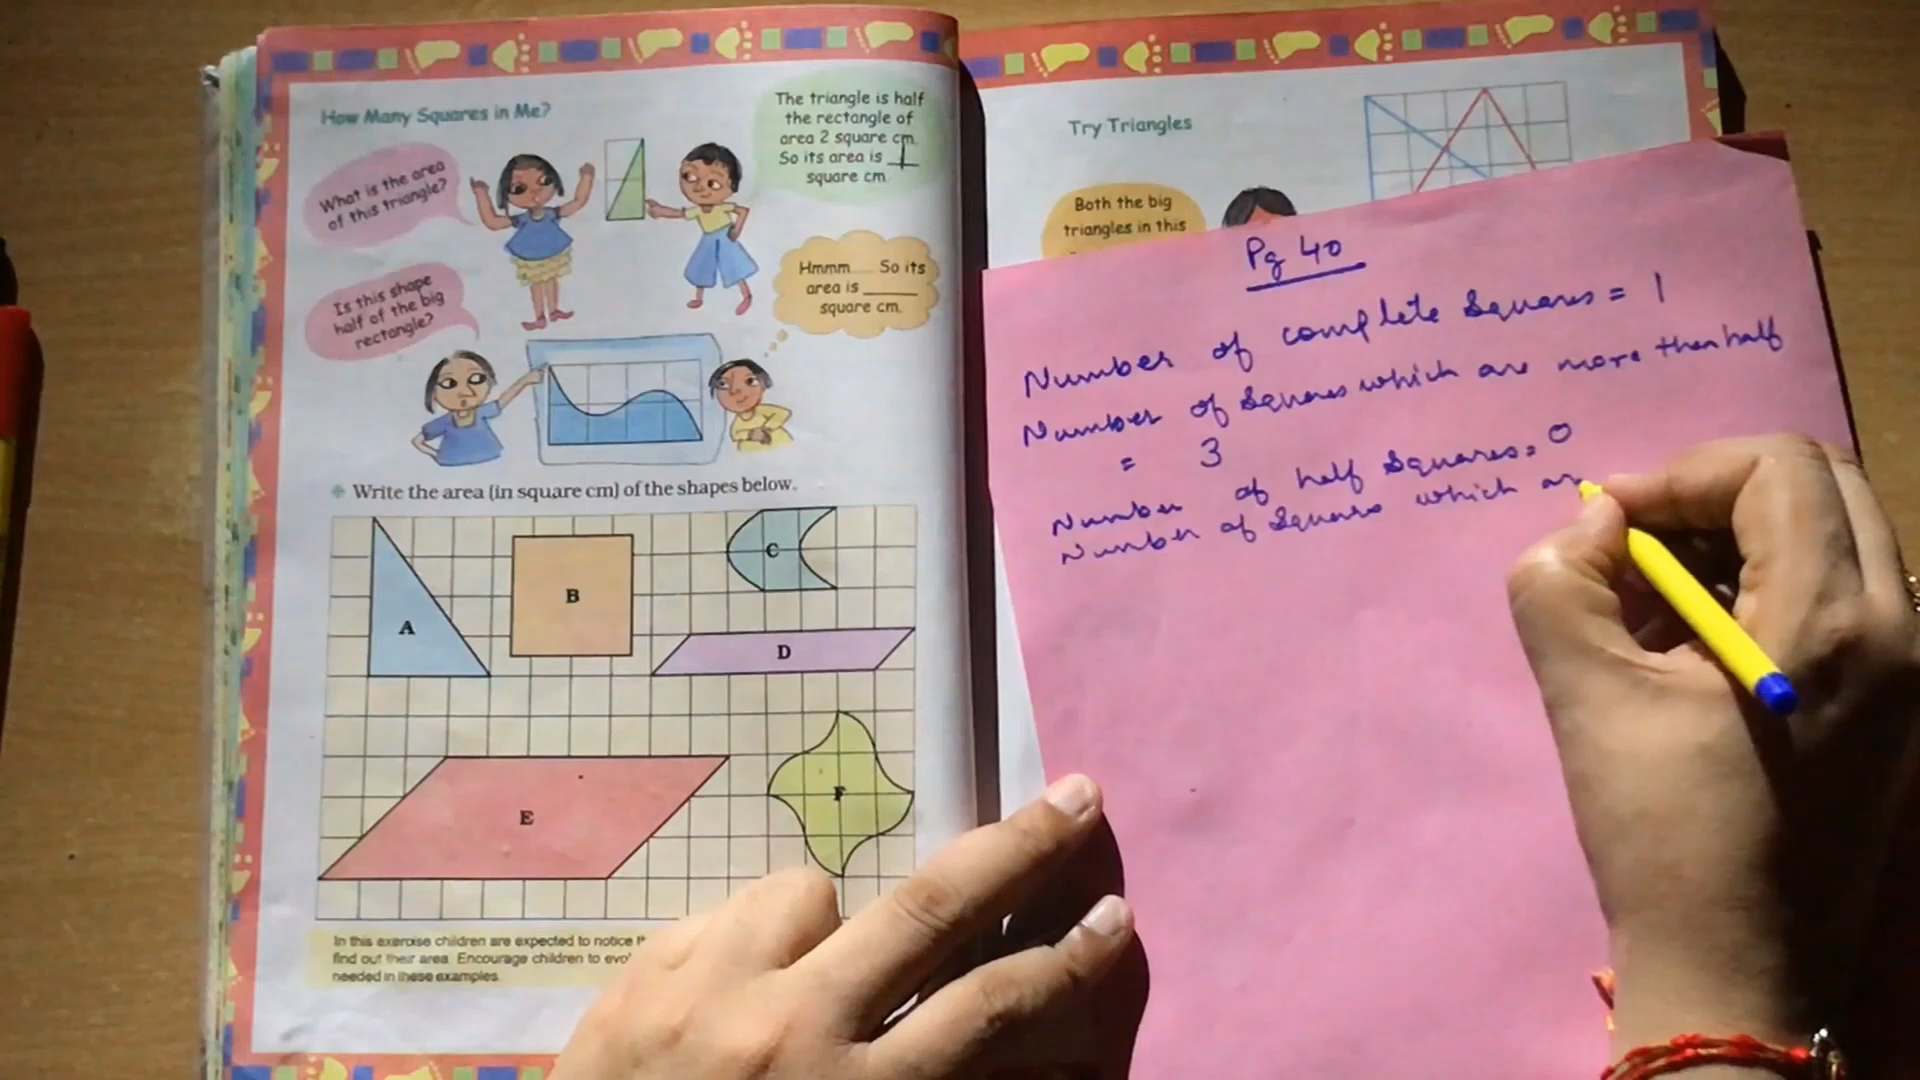 How Many Squares in Me?
What is the area
of this triangle?
The triangle is half
the rectangle of
area 2 square cm.
So its area is 1
square cm.
Is this shape
half of the big
rectangle?
Hmmm... So its
area is ______
square cm.
Write the area (in square cm) of the shapes below.
A
B
C
D
E
F
In this exercise children are expected to notice
find out their area. Encourage children to
needed in these examples.
Try Triangles
Both the big
triangles in this
Pg 40
Number of complete Squares = 1
Number of Squares which are more than half
= 3
Number of half Squares = 0
Number of Squares which are